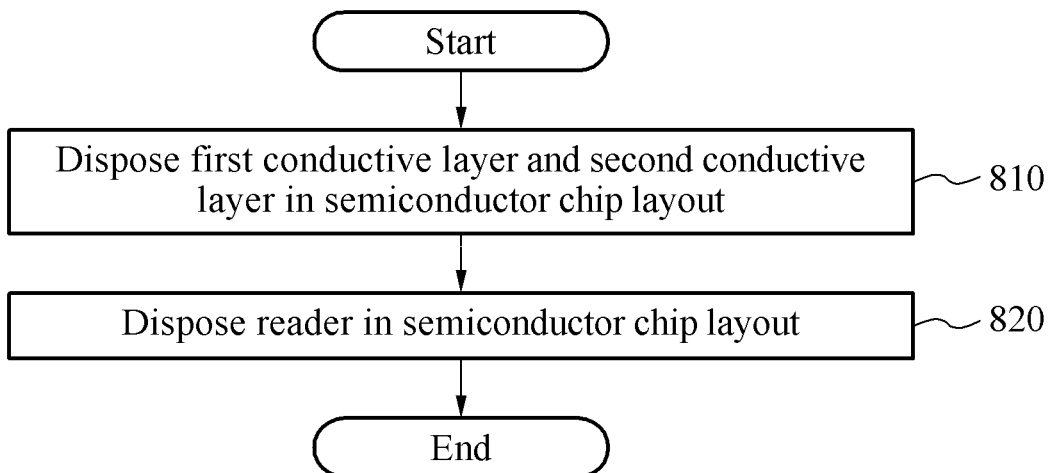 Start
Dispose first conductive layer and second conductive
layer in semiconductor chip layout
810
Dispose reader in semiconductor chip layout
820
End